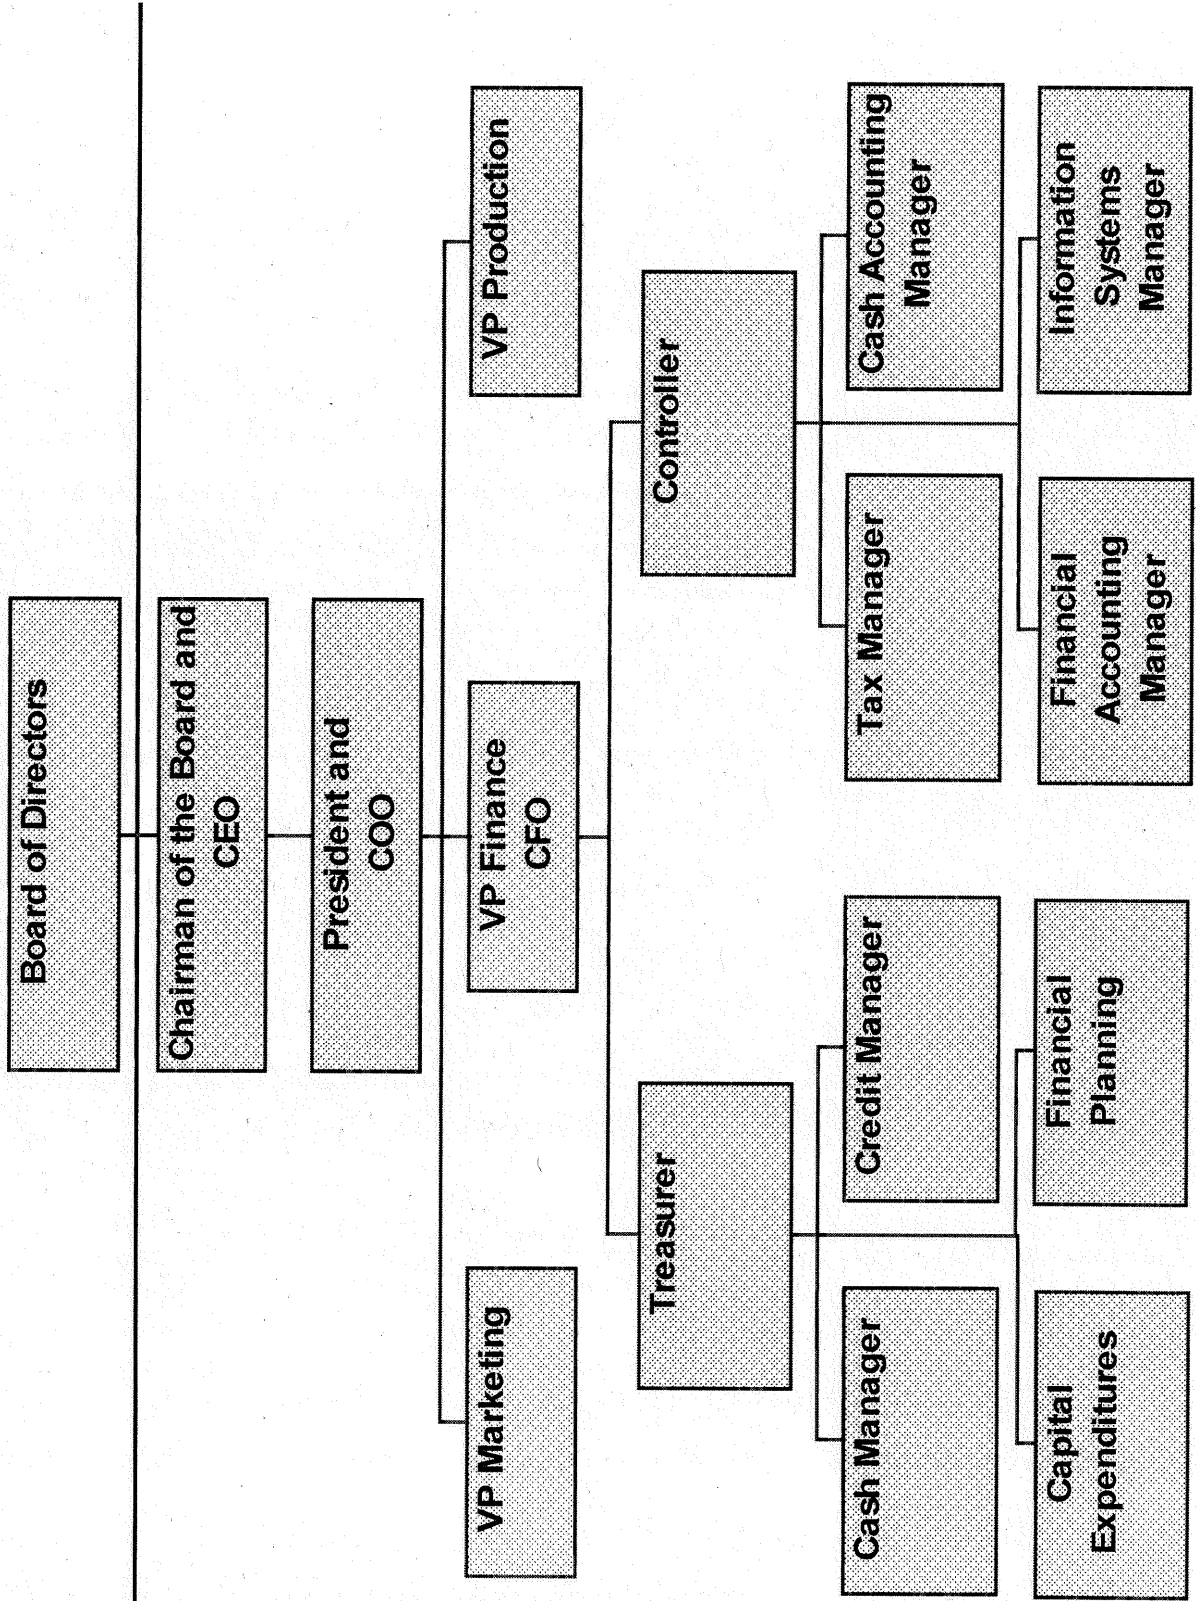 Board of Directors
Chairman of the Board and
CEO
President and
COO
VP Marketing
VP Finance
CFO
VP Production
Treasurer
Controller
Cash Manager
Credit Manager
Tax Manager
Cash Accounting
Manager
Capital
Expenditures
Financial
Planning
Financial
Accounting
Manager
Information
Systems
Manager